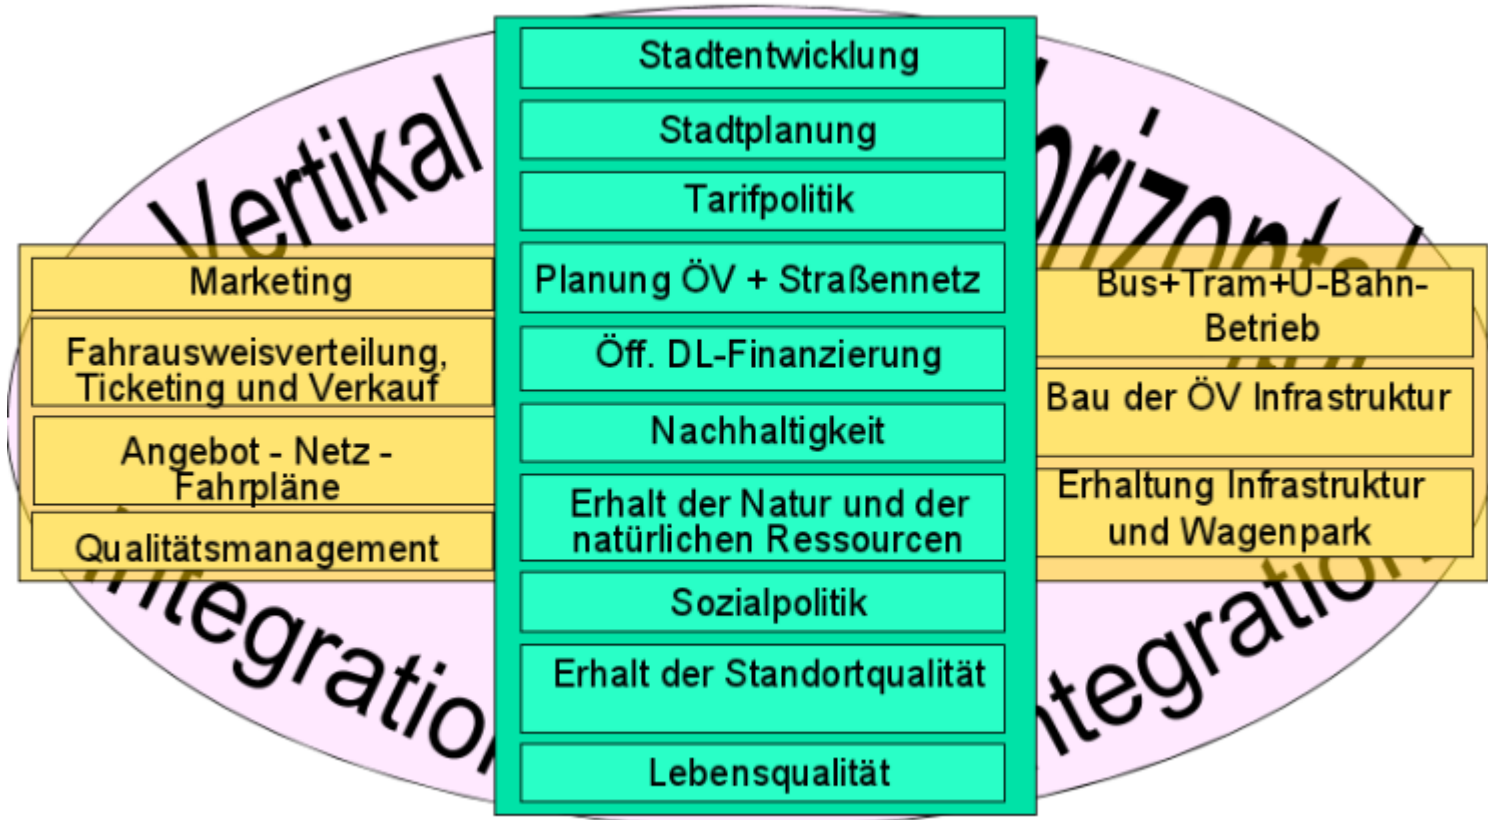 Vertikal
Integration
Marketing
Fahrausweisverteilung,
Ticketing und Verkauf
Angebot - Netz -
Fahrpläne
Qualitätsmanagement
Stadtentwicklung
Stadtplanung
Tarifpolitik
Planung ÖV + Straßennetz
Öff. DL-Finanzierung
Nachhaltigkeit
Erhalt der Natur und der
natürlichen Ressourcen
Sozialpolitik
Erhalt der Standortqualität
Lebensqualität
Bus+Tram+U-Bahn-
Betrieb
Bau der ÖV Infrastruktur
Erhaltung Infrastruktur
und Wagenpark
Integration